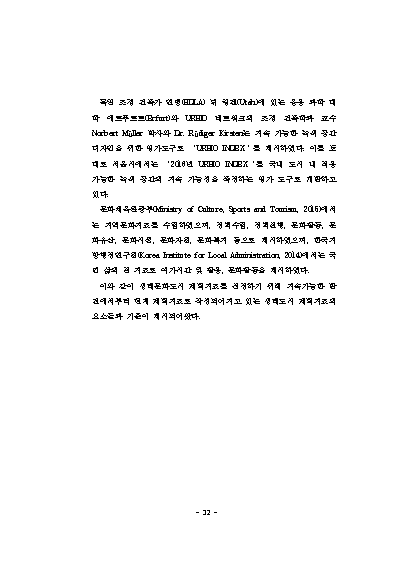 독일 조경 건축가 연맹(BDLA) 및 위데(Utah)에 있는 응용 과학 대
학 에르푸르트(Erfurt)와 URBIO 네트워크의 조경 건축학과 교수
Norbert Müller 박사와 Dr. Rüdiger Kirsten는 지속 가능한 녹색 공간
디자인을 위한 평가도구로 'URBIO INDEX'를 제시하였다. 이를 토
대로 서울시에서는 '2016년 URBIO INDEX'를 국내 도시 내 적용
가능한 녹색 공간의 지속 가능성을 측정하는 평가 도구로 개발하고
있다.
문화체육관광부(Ministry of Culture, Sports and Tourism, 2016)에서
는 지역문화지표를 수립하였으며, 정책수립, 정책실행, 문화활동, 문
화유산, 문화시설, 문화자원, 문화복지 등으로 제시하였으며, 한국지
방행정연구원(Korea Institute for Local Administration, 2014)에서는 국
민 삶의 질 지표로 여가시간 및 활용, 문화활동을 제시하였다.
이와 같이 생태문화도시 계획지표를 선정하기 위해 지속가능한 발
전에서부터 현재 계획지표로 작성되어지고 있는 생태도시 계획지표의
요소들과 기준이 제시되어왔다.
- 32 -